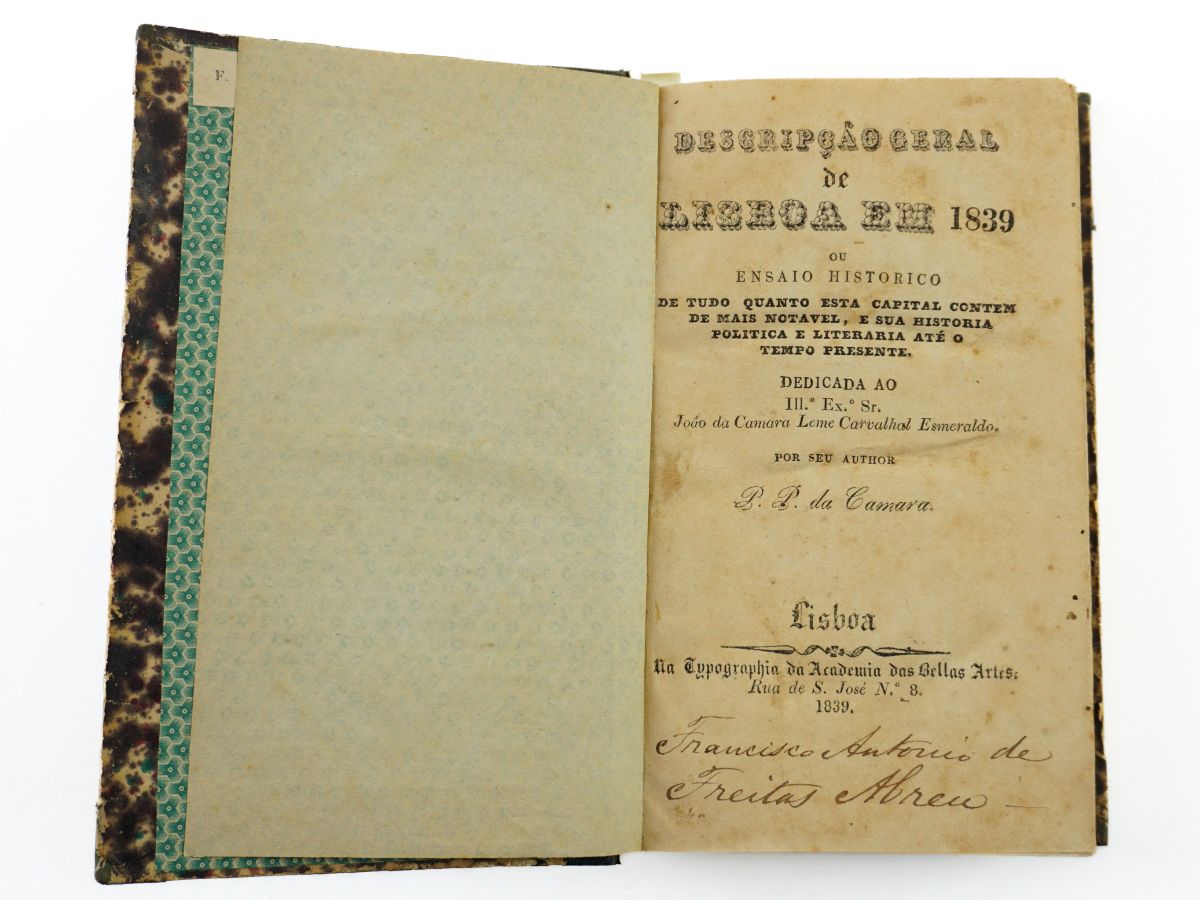 F.
DESCRIPÇÃO GERAL
de
LISBOA EM 1839
OU
ENSAIO HISTORICO
DE TUDO QUANTO ESTA CAPITAL CONTEM
DE MAIS NOTAVEL, E SUA HISTORIA
POLITICA E LITERARIA ATÉ O
TEMPO PRESENTE.
DEDICADA AO
Ill.º Ex.º Sr.
João da Camara Leme Carvalhal Esmeraldo.
POR SEU AUTHOR
P. P. da Camara.
Lisboa
Na Typographia da Academia das Bellas Artes.
Rua de S. José N.º 8.
1839.
Francisco Antonio de
Freitas Abreu